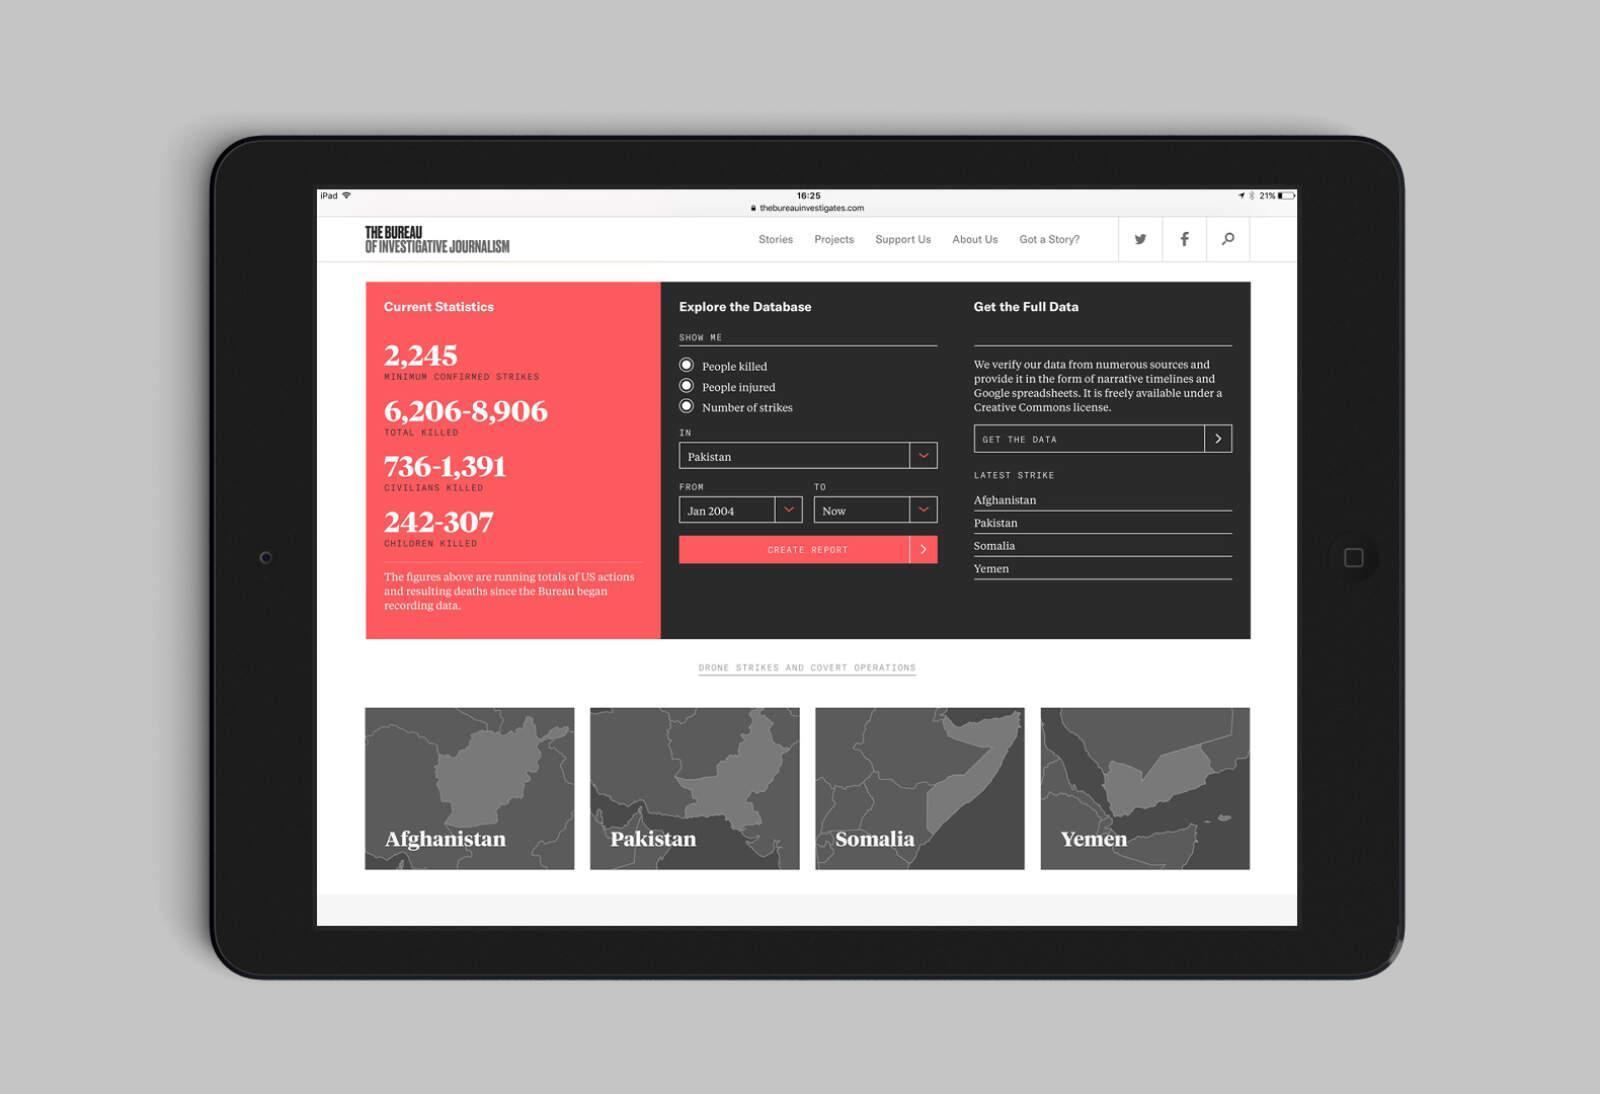 iPad
16:25
21%
thebureauinvestigates.com
THE BUREAU
OF INVESTIGATIVE JOURNALISM
Stories
Projects
Support Us
About Us
Got a Story?
Current Statistics
2,245
MINIMUM CONFIRMED STRIKES
6,206-8,906
TOTAL KILLED
736-1,391
CIVILIANS KILLED
242-307
CHILDREN KILLED
The figures above are running totals of US actions
and resulting deaths since the Bureau began
recording data.
Explore the Database
SHOW ME
People killed
People injured
Number of strikes
IN
Pakistan
FROM
TO
Jan 2004
Now
CREATE REPORT
Get the Full Data
We verify our data from numerous sources and
provide it in the form of narrative timelines and
Google spreadsheets. It is freely available under a
Creative Commons license.
GET THE DATA
LATEST STRIKE
Afghanistan
Pakistan
Somalia
Yemen
DRONE STRIKES AND COVERT OPERATIONS
Afghanistan
Pakistan
Somalia
Yemen